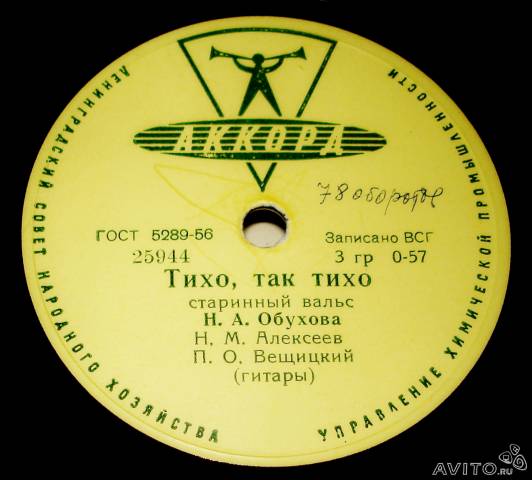 ЛЕНИНГРАДСКИЙ СОВЕТ НАРОДНОГО ХОЗЯЙСТВА
УПРАВЛЕНИЕ ХИМИЧЕСКОЙ ПРОМЫШЛЕННОСТИ
АККОРД
78 оборотов
ГОСТ 5289-56
Записано ВСГ
25944
3 гр 0-57
Тихо, так тихо
старинный вальс
Н. А. Обухова
Н. М. Алексеев
П. О. Вещицкий
(гитары)
AVITO.ru